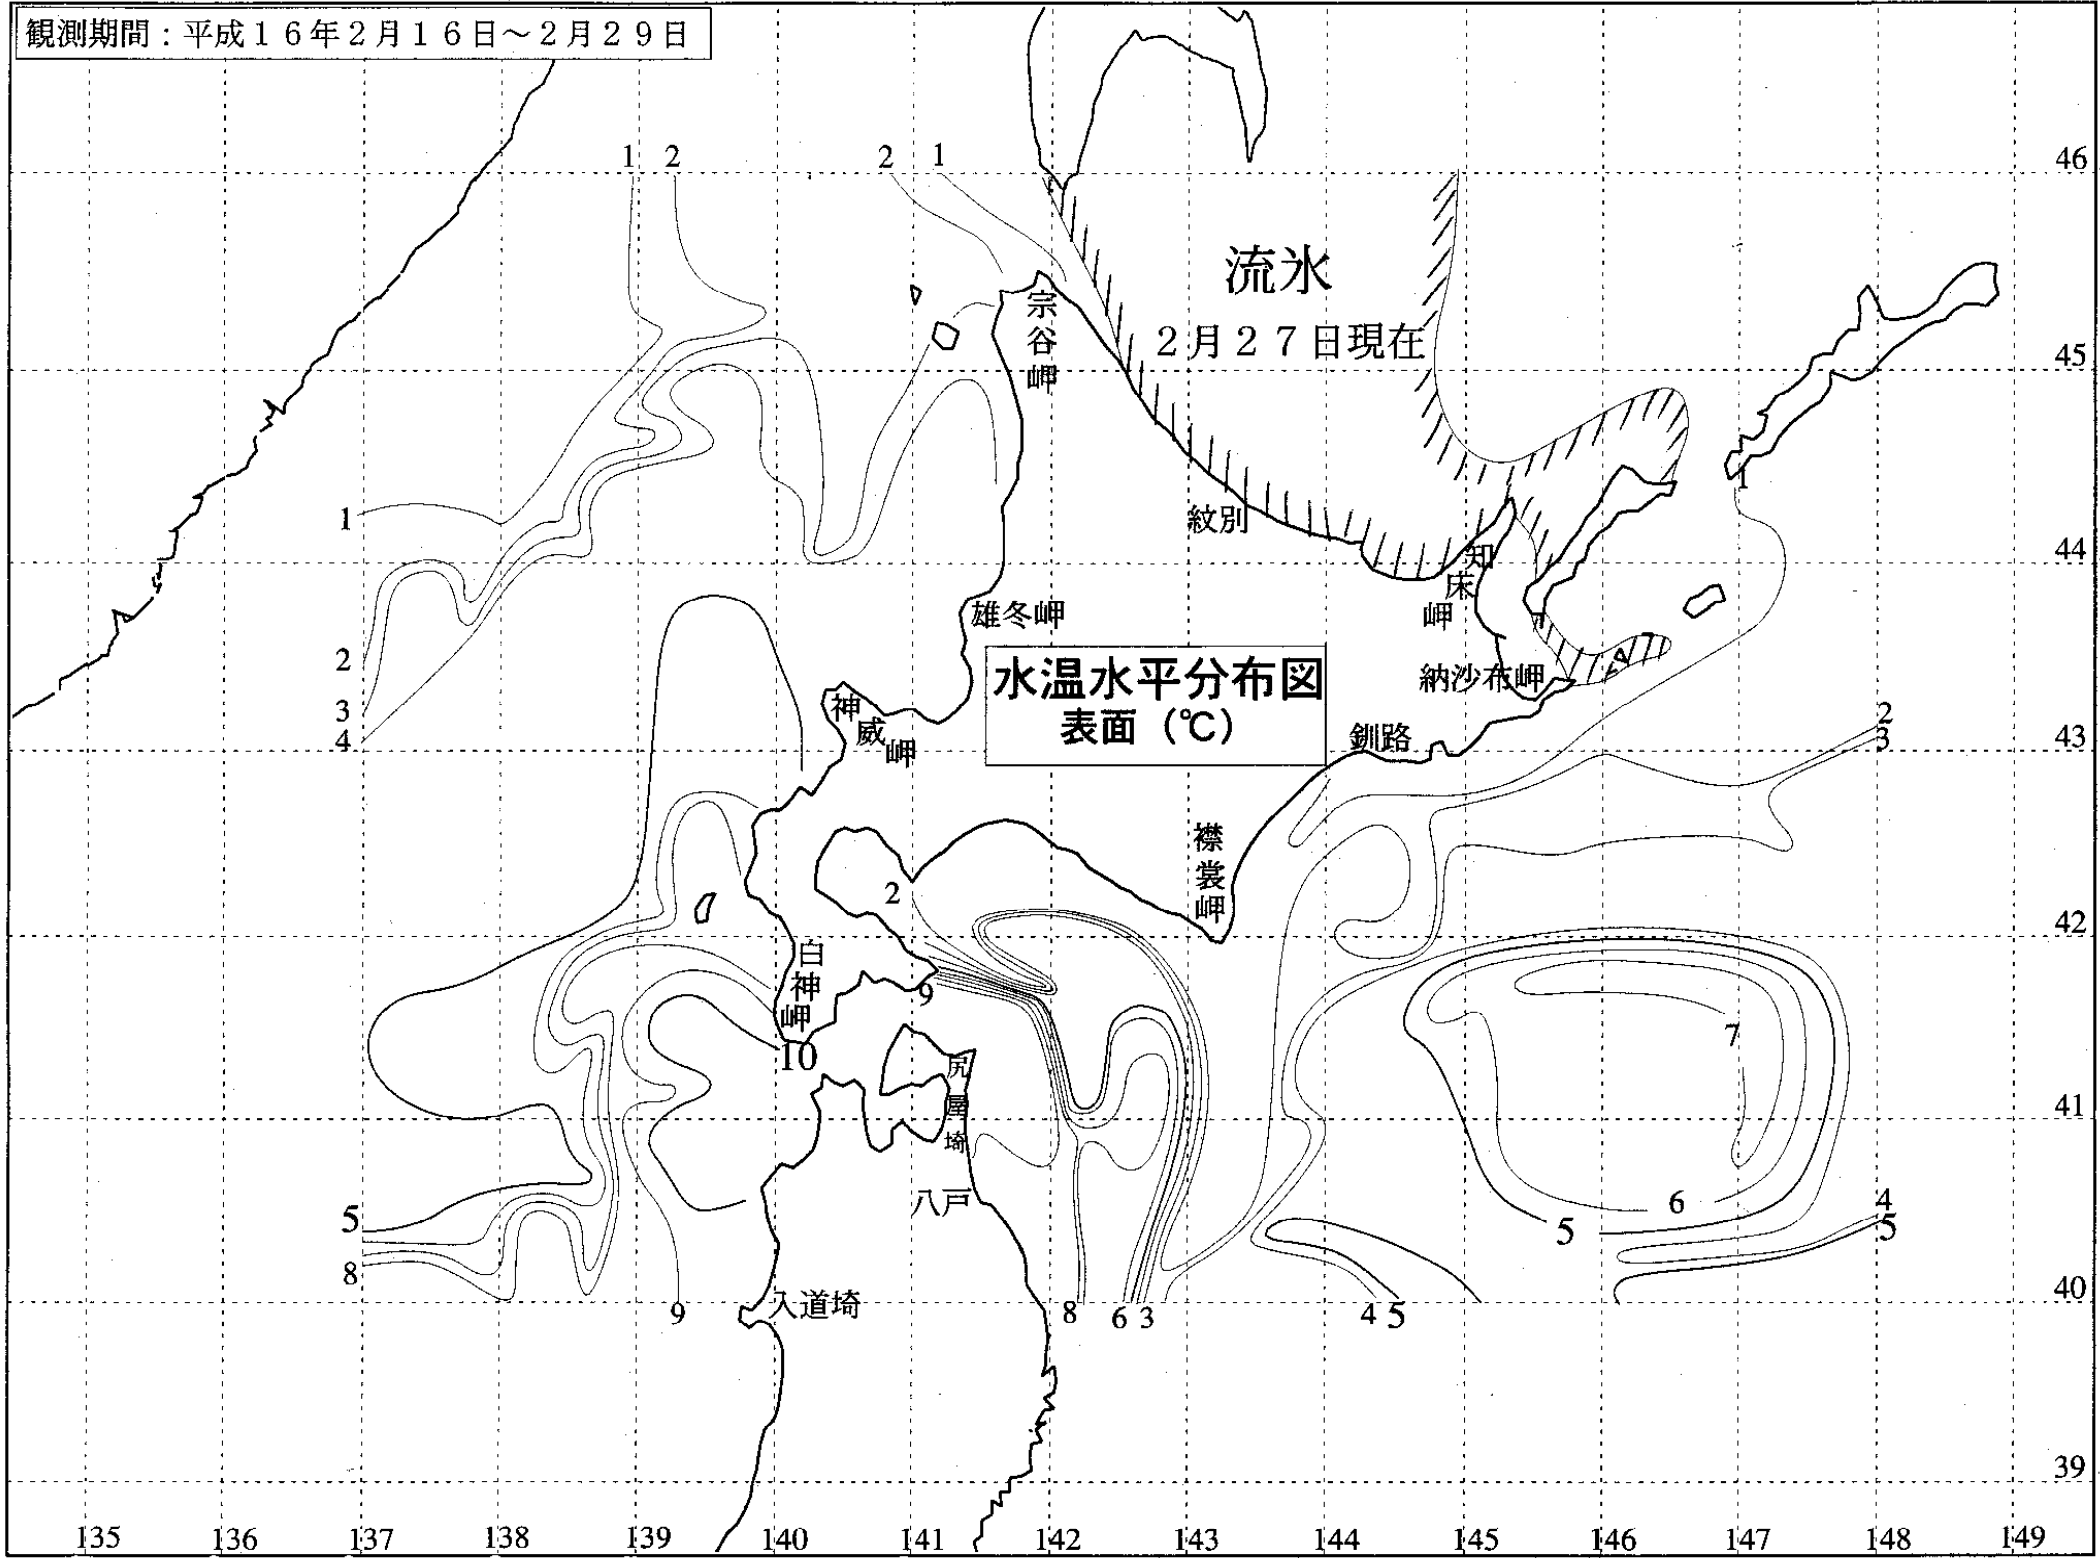 観測期間：平成１６年２月１６日～２月２９日
1 2
2 1
46
流氷
２月２７日現在
宗谷岬
45
1
1
紋別
44
知床岬
雄冬岬
水温水平分布図
表面（℃）
納沙布岬
2
3
4
神威岬
釧路
2
3
43
襟裳岬
2
42
白神岬
9
10
7
尻屋埼
41
八戸
5
8
6
5
4
5
9
入道埼
8 6 3
4 5
40
39
135 136 137 138 139 140 141 142 143 144 145 146 147 148 149